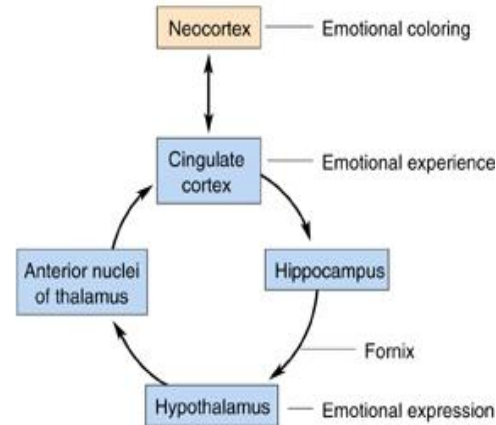 Neocortex
Emotional coloring
Cingulate
cortex
Emotional experience
Anterior nuclei
of thalamus
Hippocampus
Fornix
Hypothalamus
Emotional expression